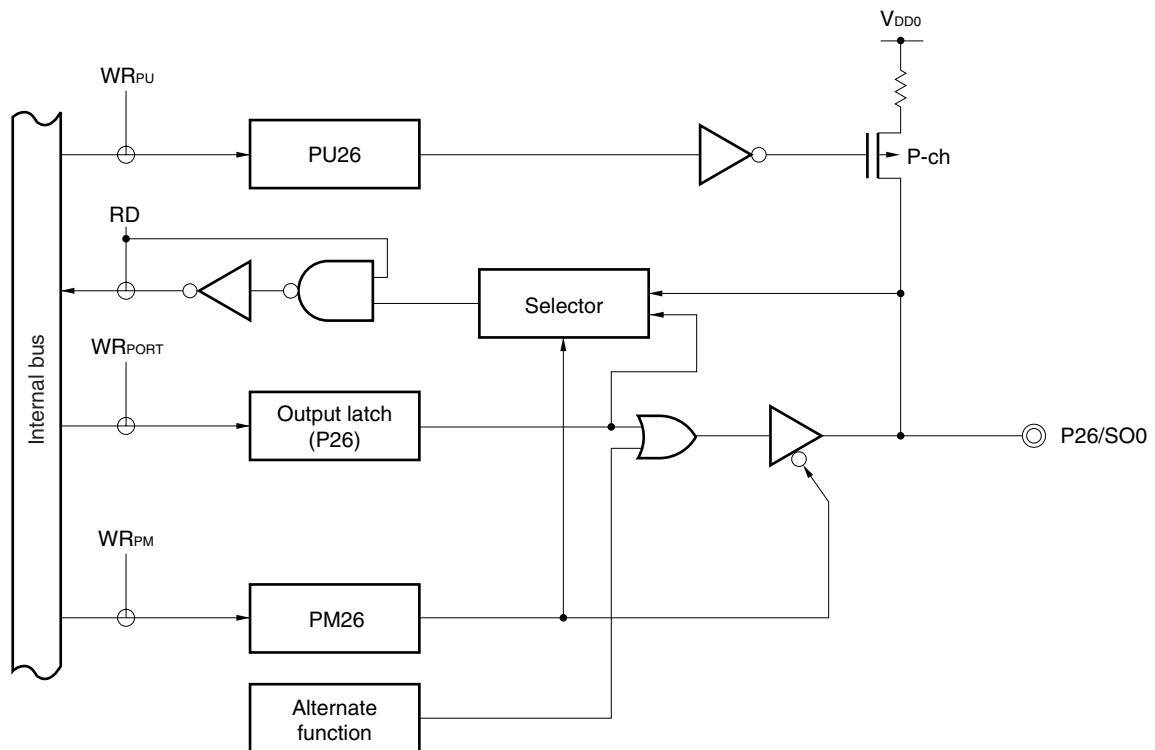 VDD0
WRPU
PU26
P-ch
RD
Selector
Internal bus
WRPORT
Output latch
(P26)
P26/SO0
WRPM
PM26
Alternate
function